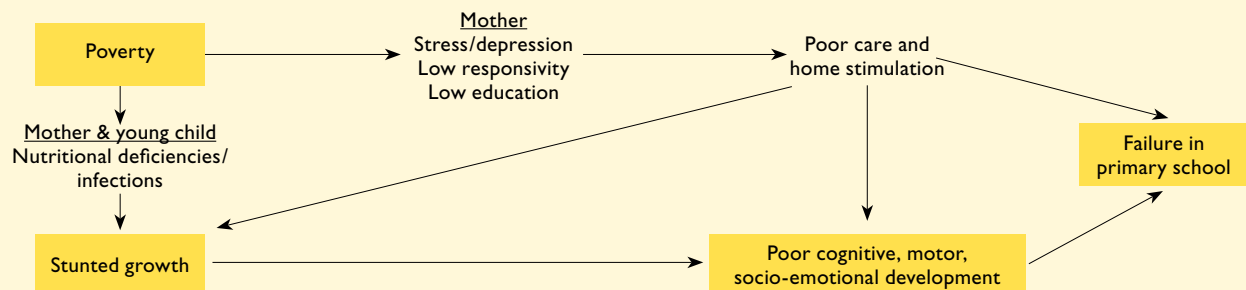 Poverty
Mother
Stress/depression
Low responsivity
Low education
Poor care and
home stimulation
Mother & young child
Nutritional deficiencies/
infections
Failure in
primary school
Stunted growth
Poor cognitive, motor,
socio-emotional development